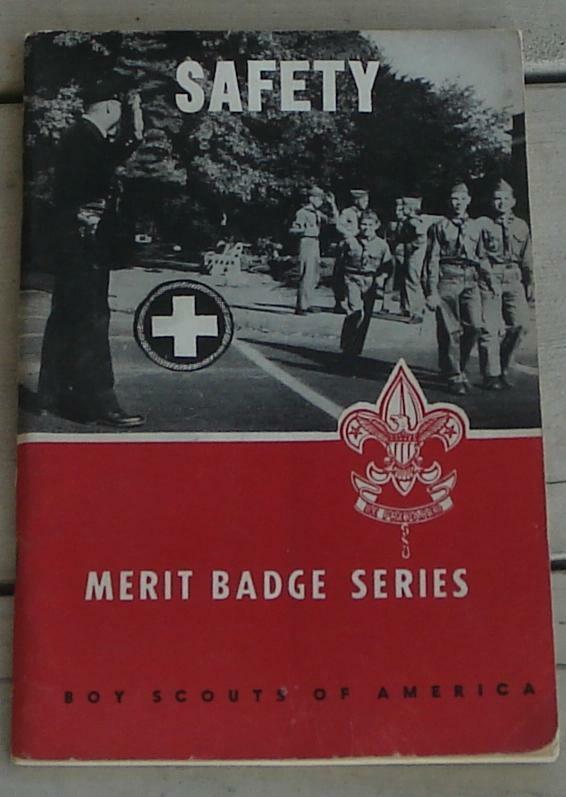 SAFETY
MERIT BADGE SERIES
BOY SCOUTS OF AMERICA